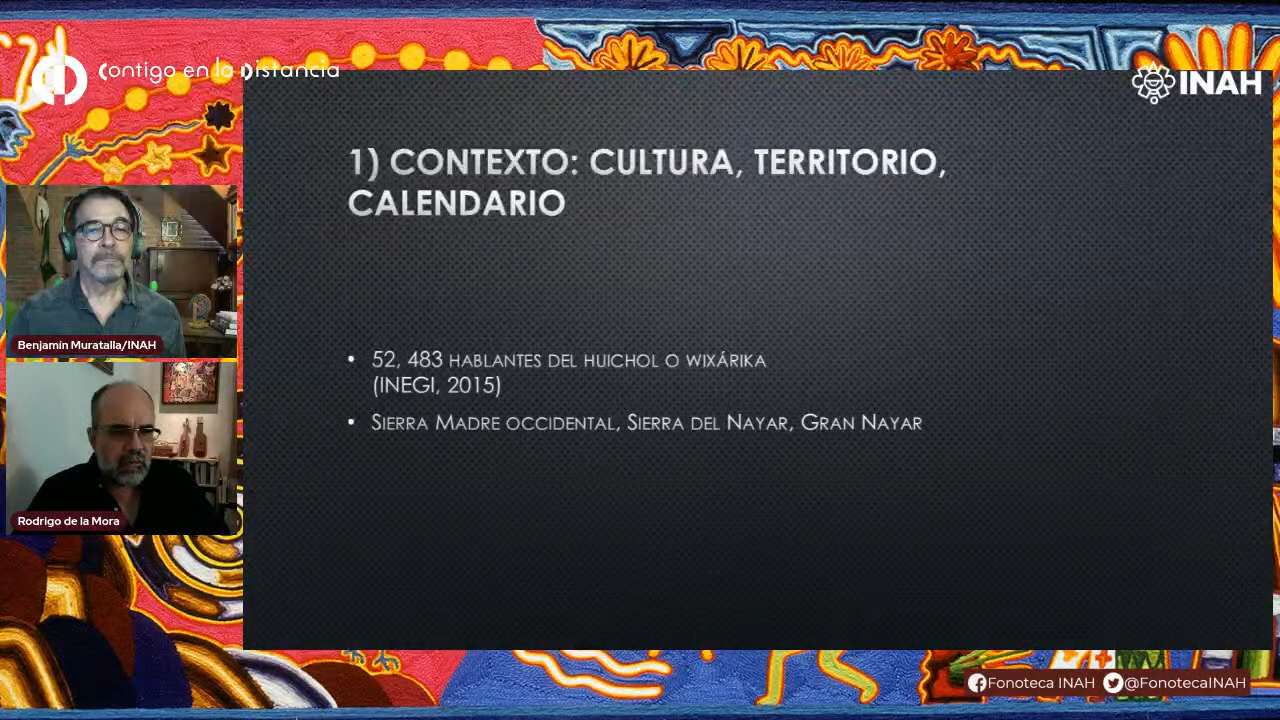 Contigo en la Distancia
INAH
1) CONTEXTO: CULTURA, TERRITORIO,
CALENDARIO
• 52, 483 HABLANTES DEL HUICHOL O WIXÁRIKA
(INEGI, 2015)
• SIERRA MADRE OCCIDENTAL, SIERRA DEL NAYAR, GRAN NAYAR
Benjamín Muratalla/INAH
Rodrigo de la Mora
Fonoteca INAH @FonotecaINAH